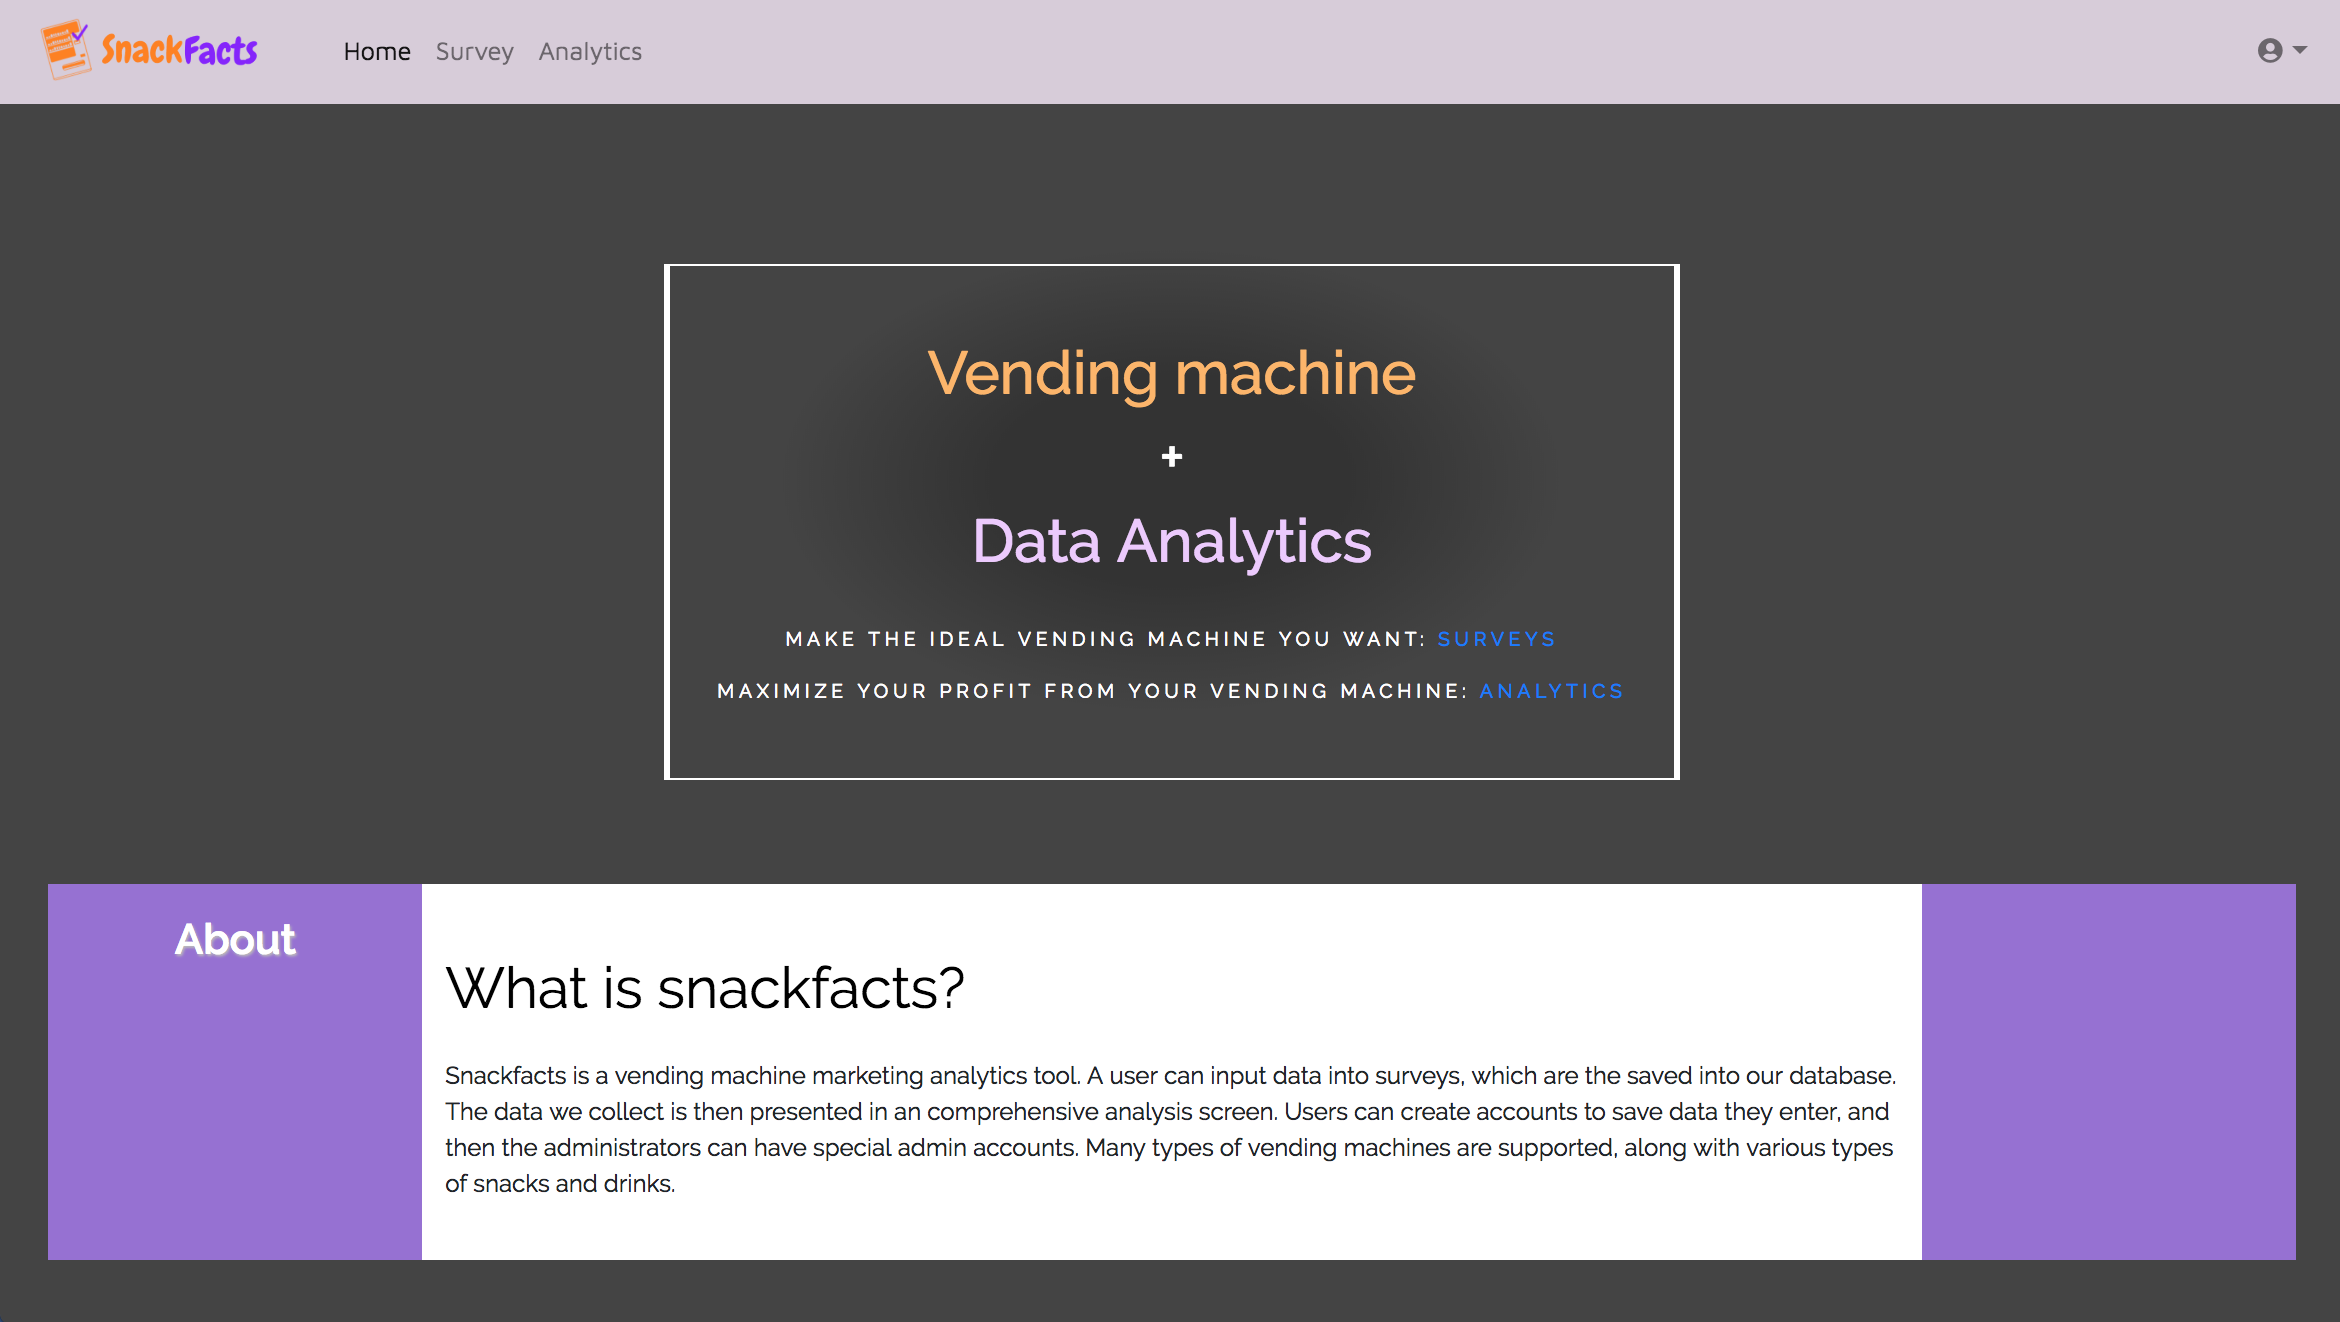 SnackFacts
Home Survey Analytics
Vending machine
+
Data Analytics
MAKE THE IDEAL VENDING MACHINE YOU WANT: SURVEYS
MAXIMIZE YOUR PROFIT FROM YOUR VENDING MACHINE: ANALYTICS
About
What is snackfacts?
Snackfacts is a vending machine marketing analytics tool. A user can input data into surveys, which are the saved into our database.
The data we collect is then presented in an comprehensive analysis screen. Users can create accounts to save data they enter, and
then the administrators can have special admin accounts. Many types of vending machines are supported, along with various types
of snacks and drinks.